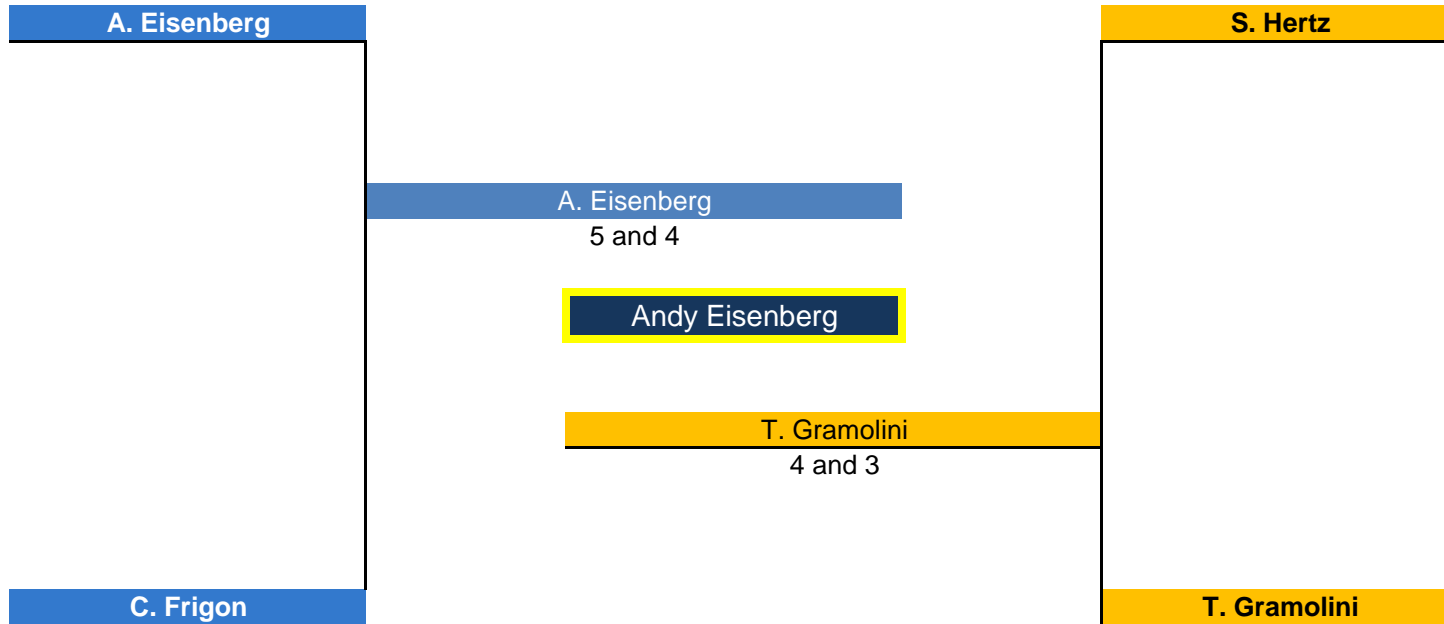 A. Eisenberg
S. Hertz
A. Eisenberg
5 and 4
Andy Eisenberg
T. Gramolini
4 and 3
C. Frigon
T. Gramolini